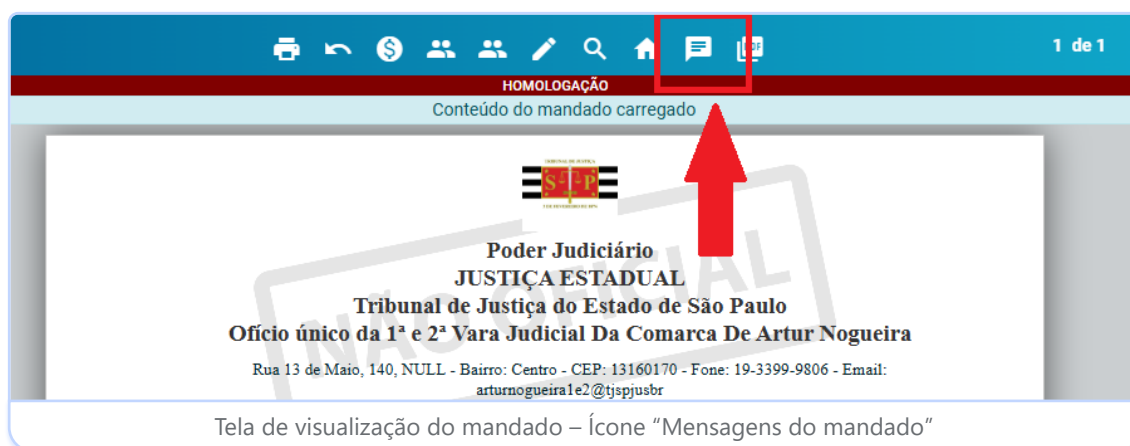 1 de 1
HOMOLOGAÇÃO
Conteúdo do mandado carregado
S P
NÃO OFICIAL
Poder Judiciário
JUSTIÇA ESTADUAL
Tribunal de Justiça do Estado de São Paulo
Ofício único da 1ª e 2ª Vara Judicial Da Comarca De Artur Nogueira
Rua 13 de Maio, 140, NULL - Bairro: Centro - CEP: 13160170 - Fone: 19-3399-9806 - Email:
arturnogueira1e2@tjspjusbr
Tela de visualização do mandado – Ícone “Mensagens do mandado”